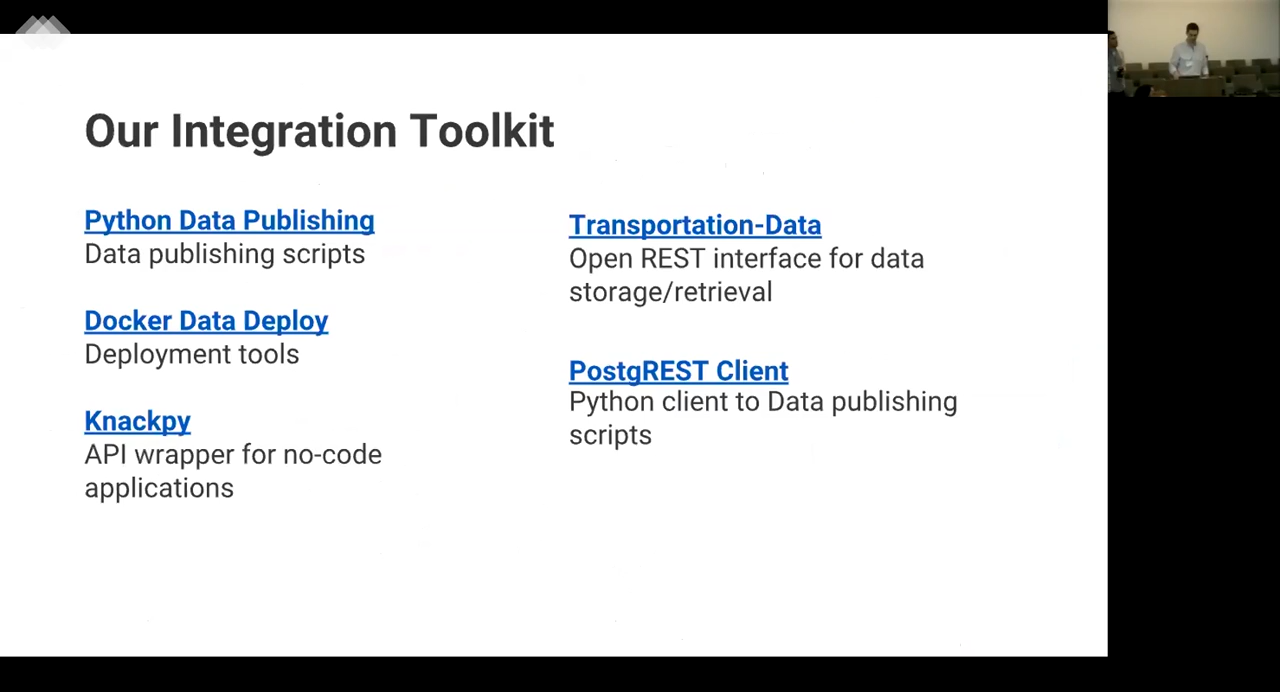 Our Integration Toolkit
Python Data Publishing
Data publishing scripts
Docker Data Deploy
Deployment tools
Knackpy
API wrapper for no-code
applications
Transportation-Data
Open REST interface for data
storage/retrieval
PostgREST Client
Python client to Data publishing
scripts